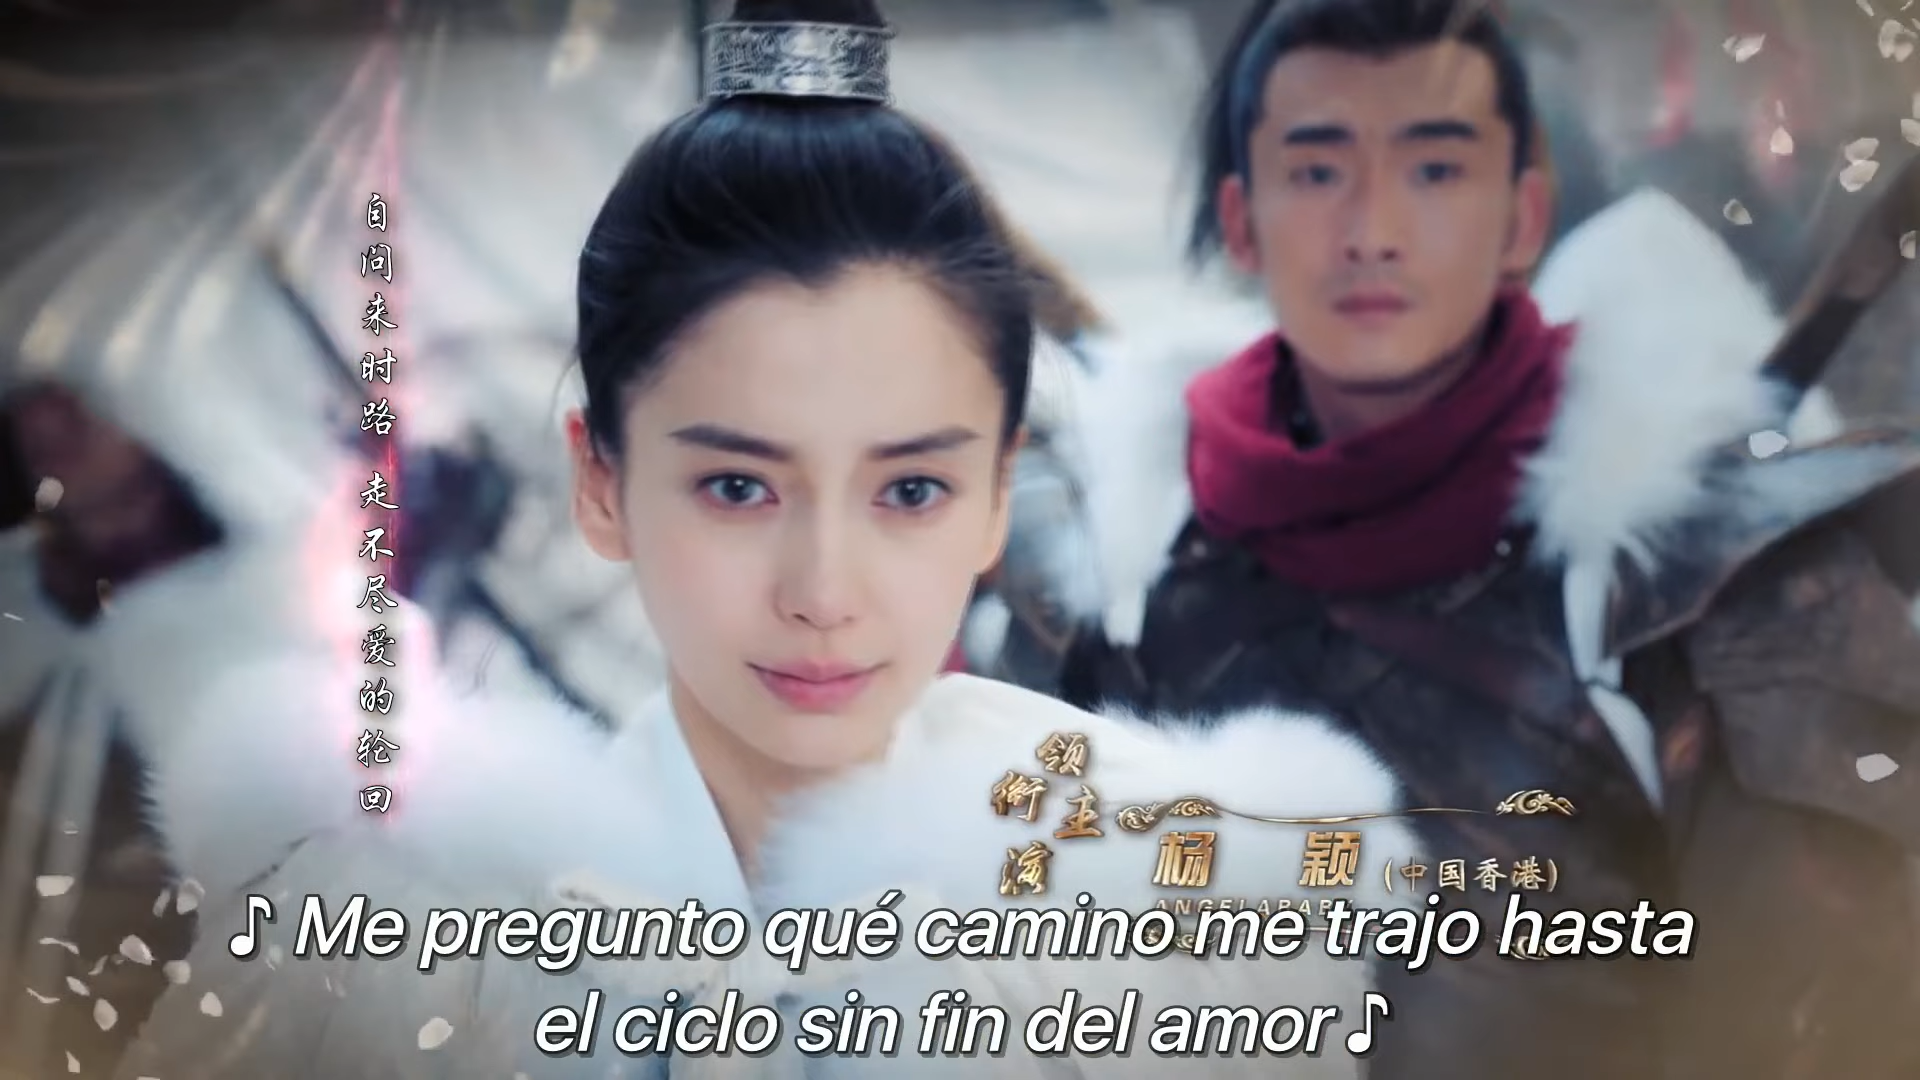 自问来时路 走不尽爱的轮回
领衔主演
杨颖 (中国香港)
ANGELABABY
♪ Me pregunto qué camino me trajo hasta
el ciclo sin fin del amor ♪